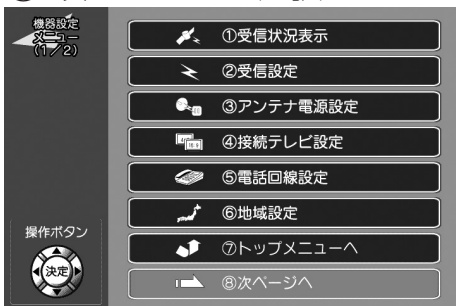 機器設定
メニュー
(1/2)
①受信状況表示
②受信設定
③アンテナ電源設定
④接続テレビ設定
⑤電話回線設定
⑥地域設定
⑦トップメニューへ
⑧次ページへ
操作ボタン
決定